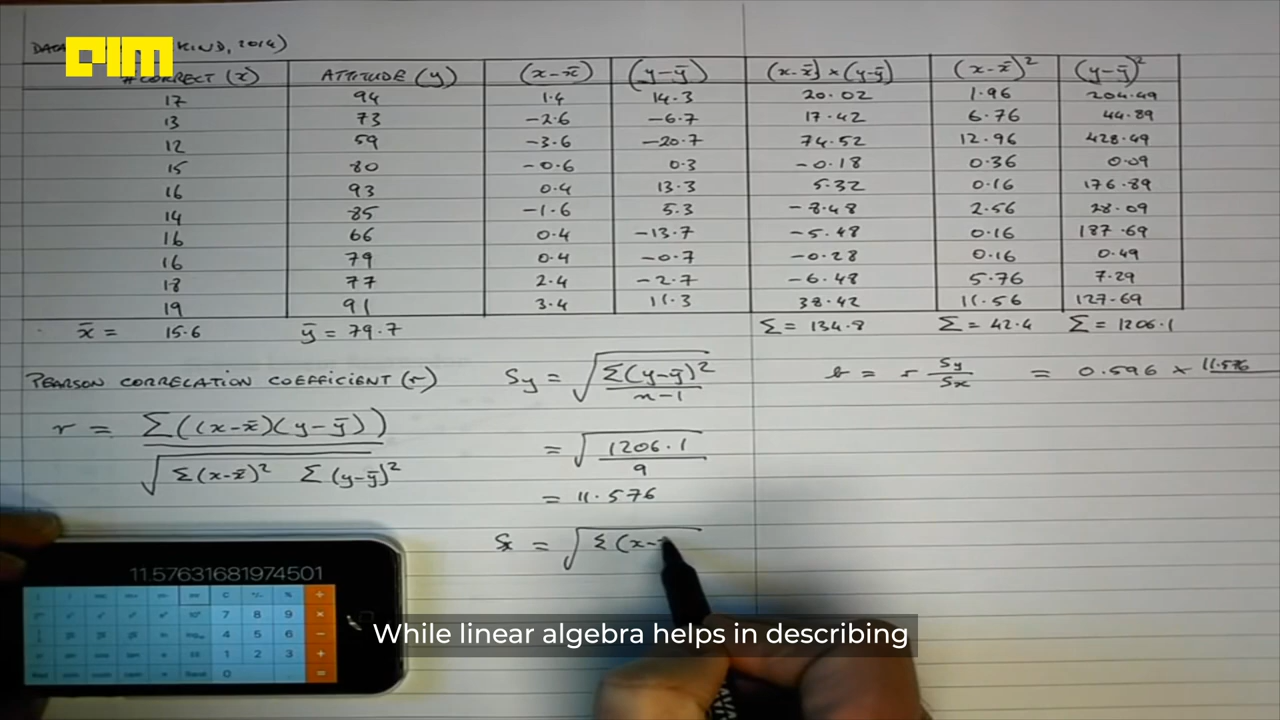 AIM
KIND, 2014)
# CORRECT (x) ATTITUDE (y) (x-x̄) (y-ȳ) (x-x̄) × (y-ȳ) (x-x̄)² (y-ȳ)²
17 94 1.4 14.3 20.02 1.96 204.49
13 73 -2.6 -6.7 17.42 6.76 44.89
12 59 -3.6 -20.7 74.52 12.96 428.49
15 80 -0.6 0.3 -0.18 0.36 0.09
16 93 0.4 13.3 5.32 0.16 176.89
14 85 -1.6 5.3 -8.48 2.56 28.09
16 66 0.4 -13.7 -5.48 0.16 187.69
16 79 0.4 -0.7 -0.28 0.16 0.49
18 77 2.4 -2.7 -6.48 5.76 7.29
19 91 3.4 11.3 38.42 11.56 127.69
x̄ = 15.6 ȳ = 79.7 Σ = 134.8 Σ = 42.4 Σ = 1206.1
PEARSON CORRELATION COEFFICIENT (r)
r = Σ((x-x̄)(y-ȳ)) / √Σ(x-x̄)² Σ(y-ȳ)²
Sy = √Σ(y-ȳ)² / n-1
= √1206.1 / 9
= 11.576
Sx = √Σ(x-
b = r Sy / Sx = 0.596 × 11.576
11.57631681974501
C % ÷
7 8 9 ×
4 5 6 −
1 2 3 +
0 =
While linear algebra helps in describing